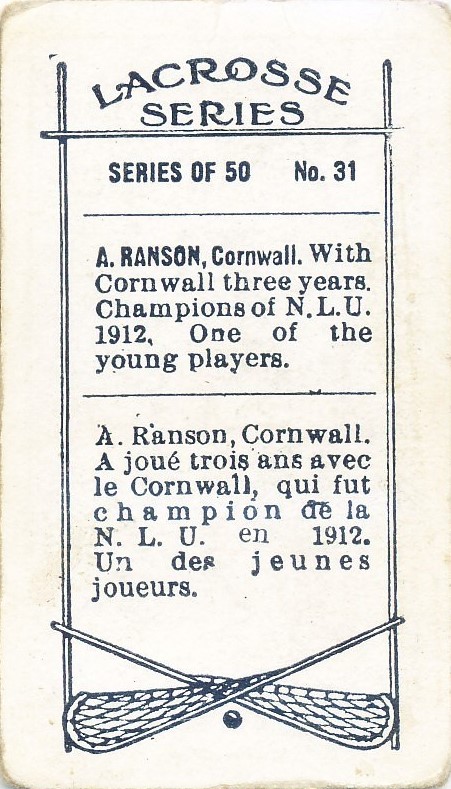 LACROSSE
SERIES
SERIES OF 50 No. 31
A. RANSON, Cornwall. With
Cornwall three years.
Champions of N.L.U.
1912, One of the
young players.
A. Ranson, Cornwall.
A joué trois ans avec
le Cornwall, qui fut
champion de la
N. L. U. en 1912.
Un des jeunes
joueurs.